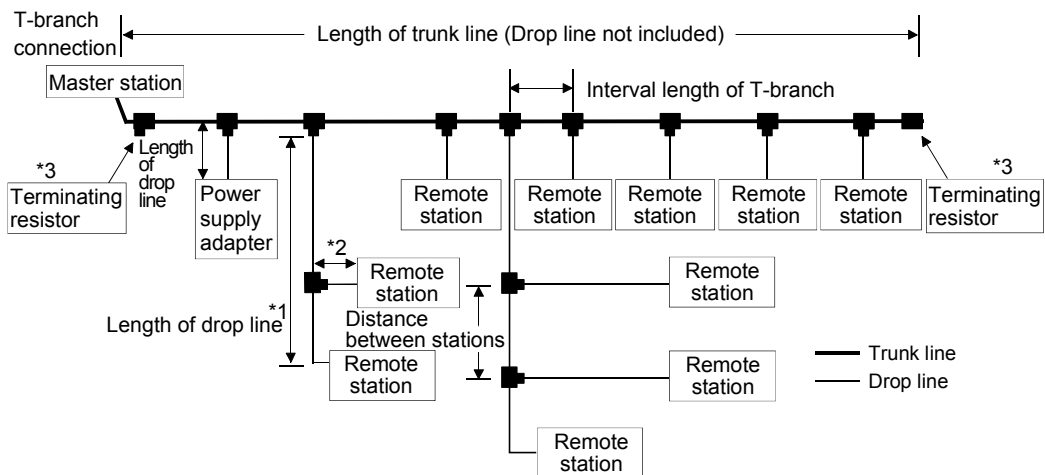 T-branch
connection
Length of trunk line (Drop line not included)
Master station
Interval length of T-branch
*3
Terminating
resistor
Length
of
drop
line
Power
supply
adapter
Remote
station
Remote
station
Remote
station
Remote
station
Remote
station
*3
Terminating
resistor
*2
Remote
station
Remote
station
*1
Length of drop line
Distance
between stations
Remote
station
Remote
station
Remote
station
Trunk line
Drop line